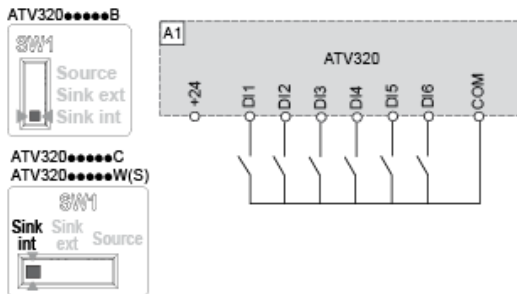 ATV320●●●●●B
SW1
Source
Sink ext
Sink int
ATV320●●●●●C
ATV320●●●●●W(S)
SW1
Sink int
Sink ext
Source
A1
ATV320
+24
DI1
DI2
DI3
DI4
DI5
DI6
COM